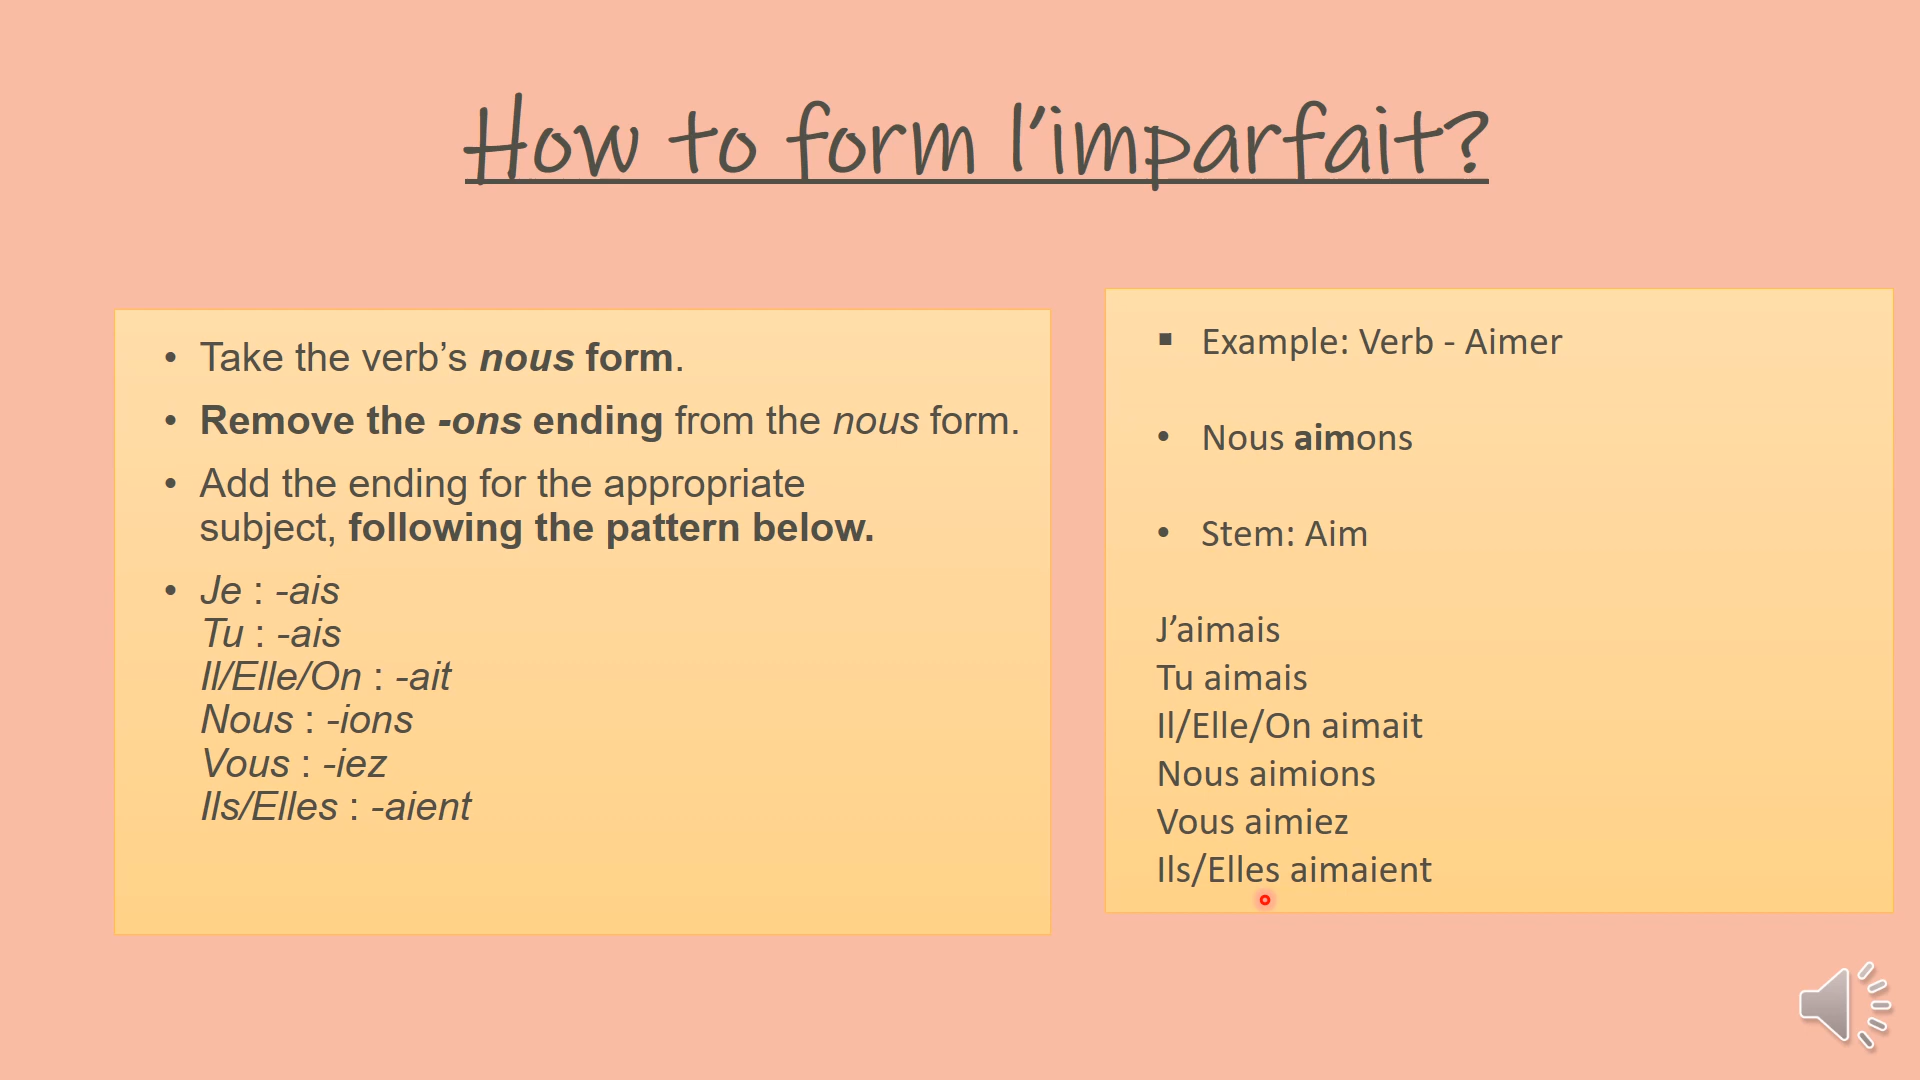 How to form l’imparfait?
• Take the verb’s nous form.
• Remove the -ons ending from the nous form.
• Add the ending for the appropriate
subject, following the pattern below.
• Je : -ais
Tu : -ais
Il/Elle/On : -ait
Nous : -ions
Vous : -iez
Ils/Elles : -aient
▪ Example: Verb - Aimer
• Nous aimons
• Stem: Aim
J’aimais
Tu aimais
Il/Elle/On aimait
Nous aimions
Vous aimiez
Ils/Elles aimaient